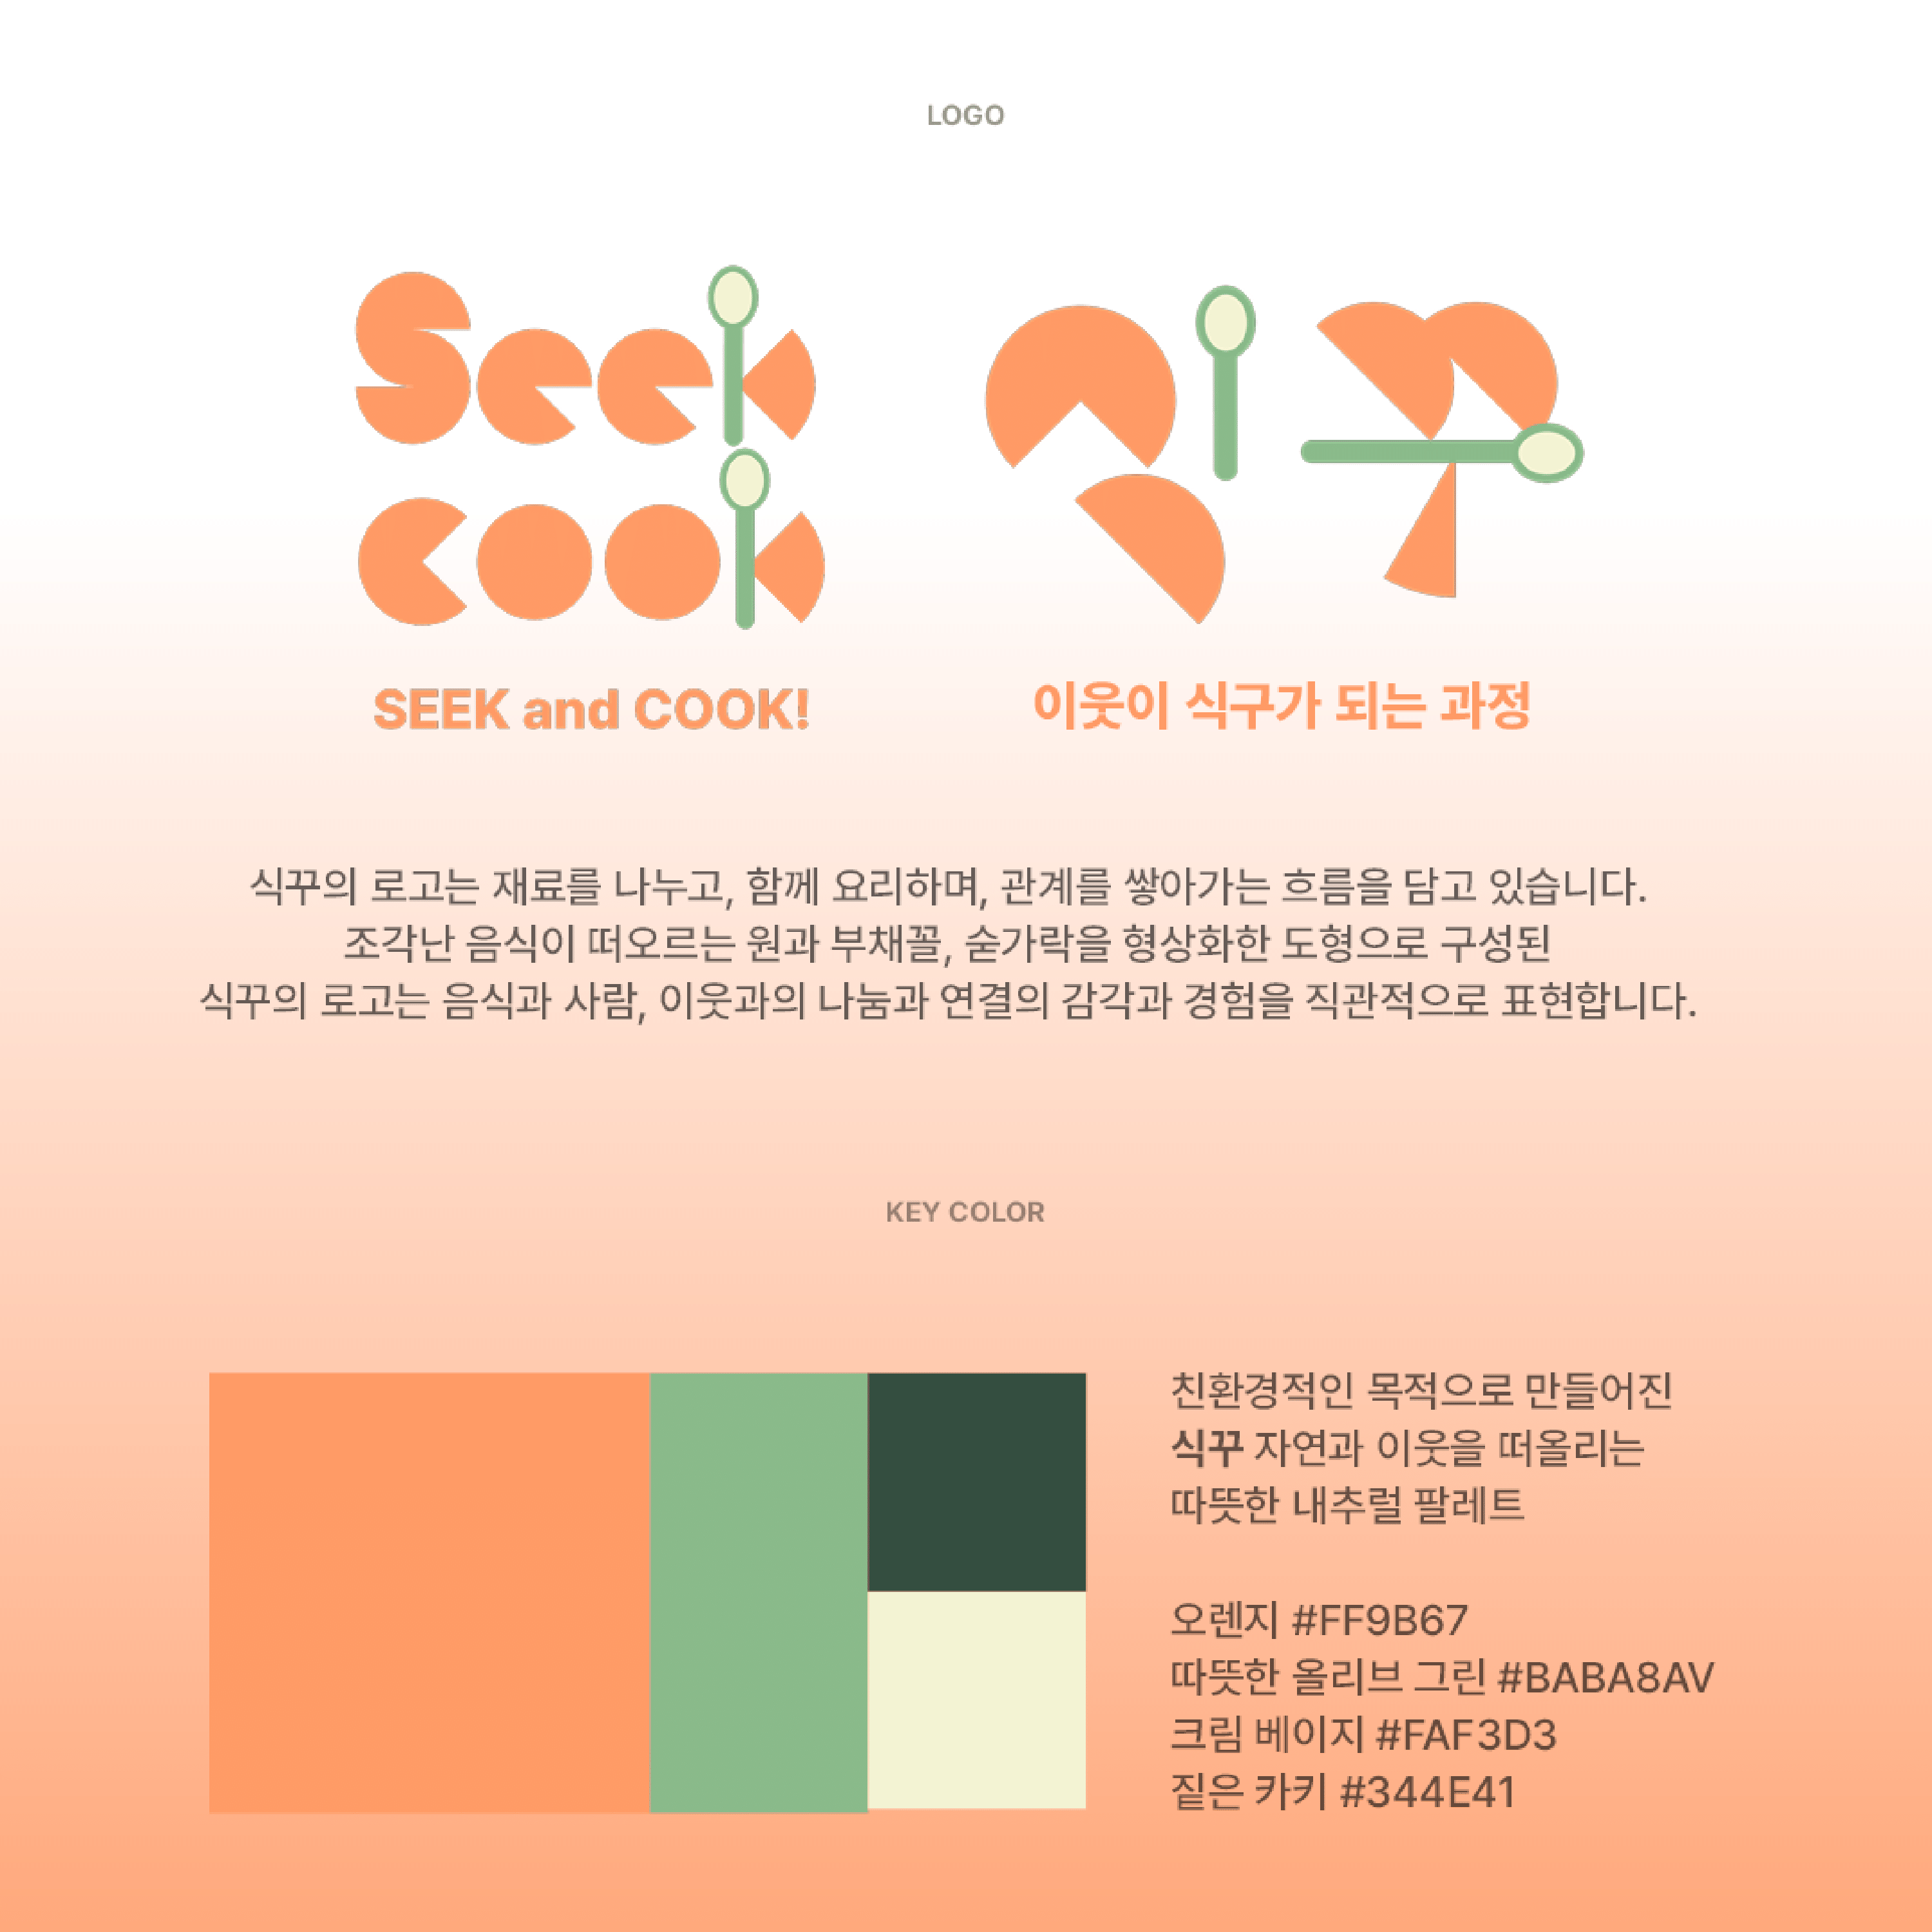 LOGO
Seek
cook
식꾸
SEEK and COOK!
이웃이 식구가 되는 과정
식꾸의 로고는 재료를 나누고, 함께 요리하며, 관계를 쌓아가는 흐름을 담고 있습니다.
조각난 음식이 떠오르는 원과 부채꼴, 숟가락을 형상화한 도형으로 구성된
식꾸의 로고는 음식과 사람, 이웃과의 나눔과 연결의 감각과 경험을 직관적으로 표현합니다.
KEY COLOR
친환경적인 목적으로 만들어진
식꾸 자연과 이웃을 떠올리는
따뜻한 내추럴 팔레트
오렌지 #FF9B67
따뜻한 올리브 그린 #BABA8AV
크림 베이지 #FAF3D3
짙은 카키 #344E41